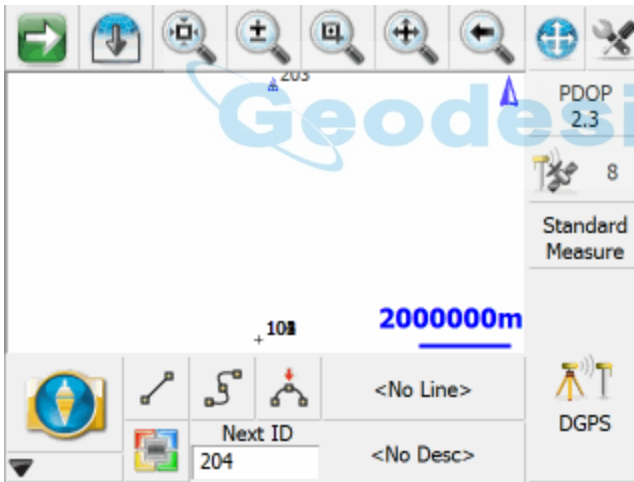 203
Geodesi
PDOP
2.3
8
Standard
Measure
2000000m
<No Line>
DGPS
Next ID
204
<No Desc>